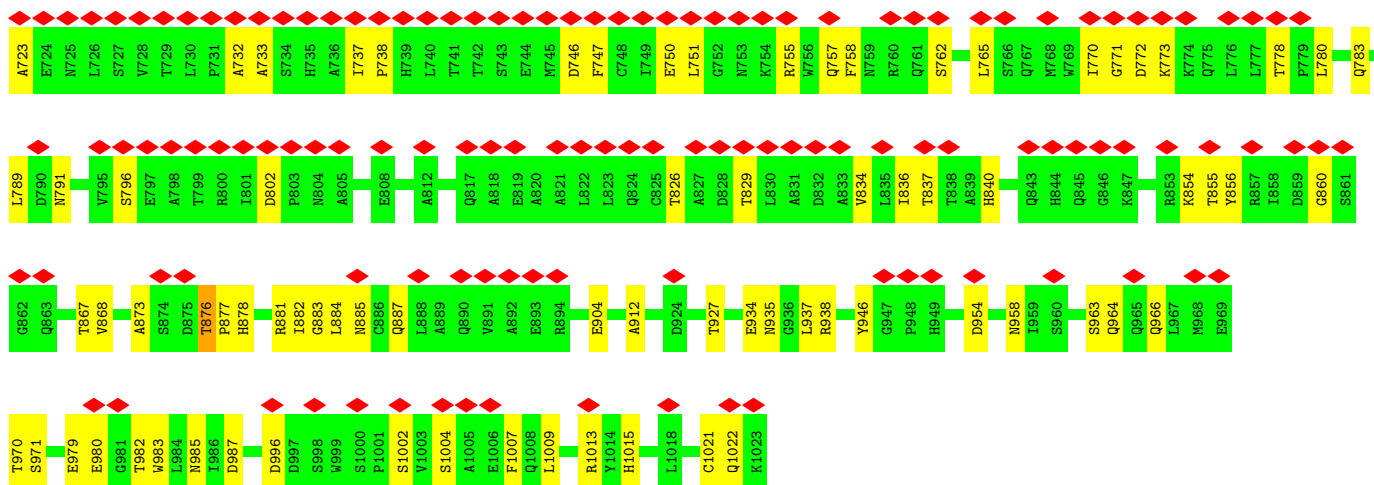 A723 E724 N725 L726 S727 V728 T729 L730 P731 A732 A733 S734 H735 A736 I737 P738 H739 L740 T741 T742 S743 E744 M745 D746 F747 C748 I749 E750 L751 G752 N753 K754 R755 W756 Q757 F758 N759 R760 Q761 S762 L765 S766 Q767 M768 W769 I770 G771 D772 K773 K774 Q775 L776 L777 T778 P779 L780 Q783
L789 D790 N791 V795 S796 E797 A798 T799 R800 I801 D802 P803 N804 A805 E808 A812 Q817 A818 E819 A820 A821 L822 L823 Q824 C825 T826 A827 D828 T829 L830 A831 D832 A833 V834 L835 I836 T837 T838 A839 H840 Q843 H844 Q845 G846 K847 R853 K854 T855 Y856 R857 I858 D859 G860 S861
G862 Q863 T867 V868 A873 S874 D875 T876 P877 H878 R881 I882 G883 L884 N885 C886 Q887 L888 A889 Q890 V891 A892 E893 R894 E904 A912 D924 T927 E934 N935 G936 L937 R938 Y946 G947 P948 H949 D954 N958 I959 S960 S963 Q964 Q965 Q966 L967 M968 E969
T970 S971 E979 E980 G981 T982 W983 L984 N985 I986 D987 D996 D997 S998 W999 S1000 P1001 S1002 V1003 S1004 A1005 E1006 F1007 Q1008 L1009 R1013 Y1014 H1015 L1018 C1021 Q1022 K1023